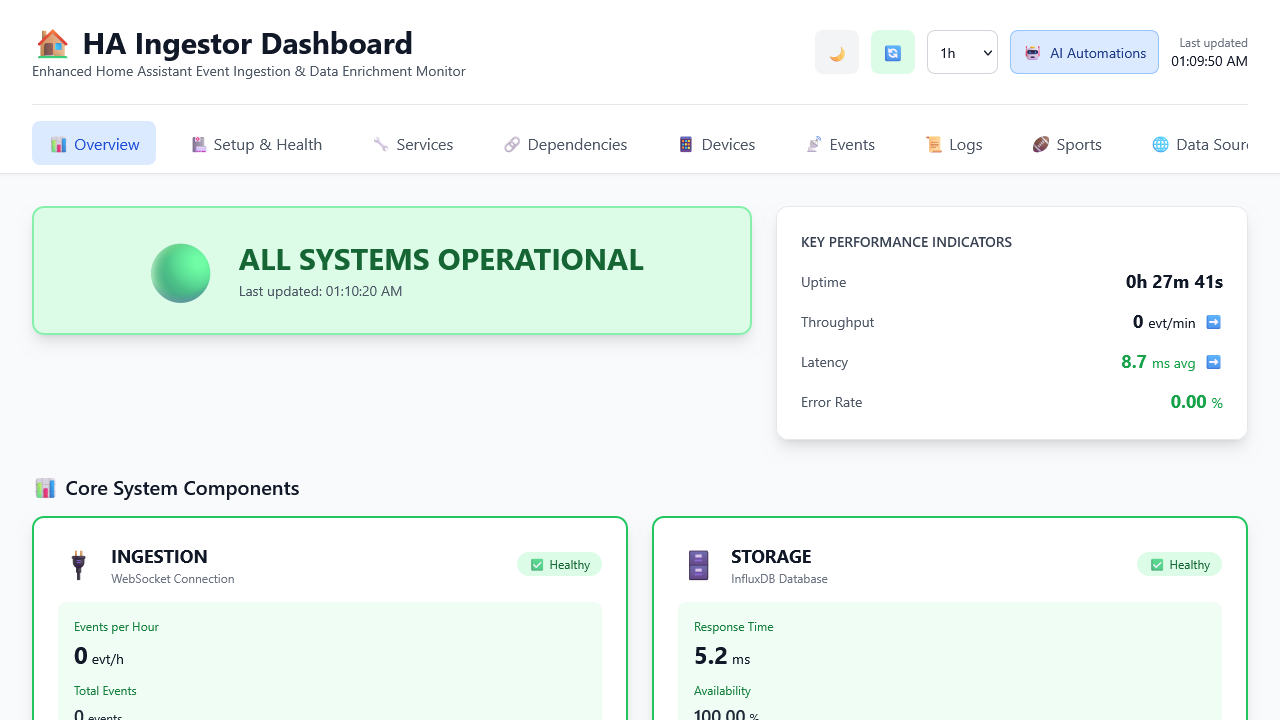 HA Ingestor Dashboard
Enhanced Home Assistant Event Ingestion & Data Enrichment Monitor
1h
AI Automations
Last updated
01:09:50 AM
Overview
Setup & Health
Services
Dependencies
Devices
Events
Logs
Sports
Data Sour
ALL SYSTEMS OPERATIONAL
Last updated: 01:10:20 AM
KEY PERFORMANCE INDICATORS
Uptime
0h 27m 41s
Throughput
0 evt/min
Latency
8.7 ms avg
Error Rate
0.00 %
Core System Components
INGESTION
WebSocket Connection
Healthy
Events per Hour
0 evt/h
Total Events
0 events
STORAGE
InfluxDB Database
Healthy
Response Time
5.2 ms
Availability
100.00 %